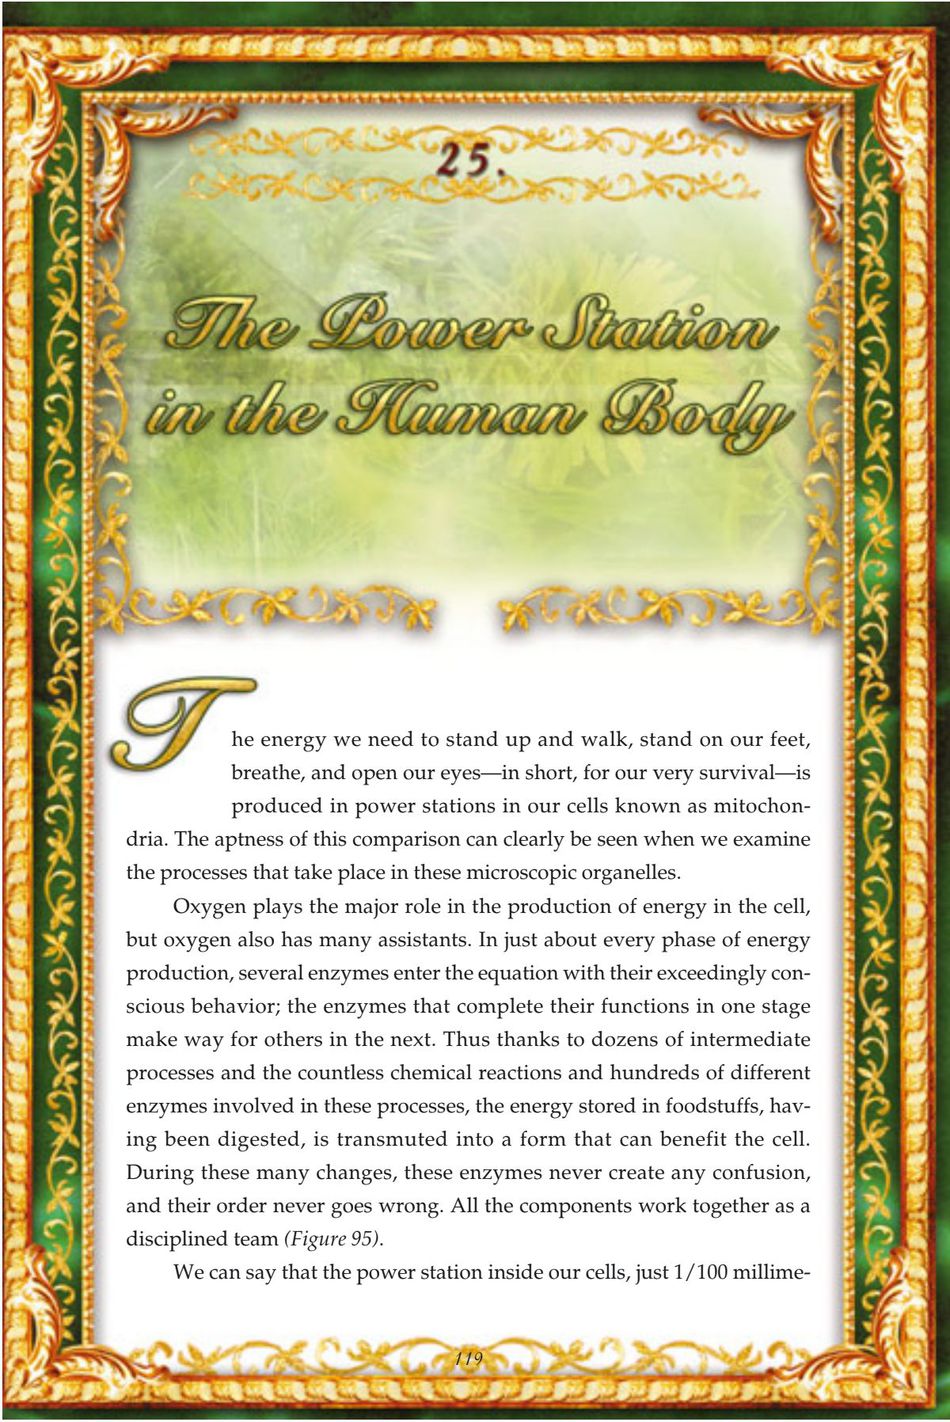 25.
The Power Station
in the Human Body
The energy we need to stand up and walk, stand on our feet,
breathe, and open our eyes—in short, for our very survival—is
produced in power stations in our cells known as mitochon-
dria. The aptness of this comparison can clearly be seen when we examine
the processes that take place in these microscopic organelles.
Oxygen plays the major role in the production of energy in the cell,
but oxygen also has many assistants. In just about every phase of energy
production, several enzymes enter the equation with their exceedingly con-
scious behavior; the enzymes that complete their functions in one stage
make way for others in the next. Thus thanks to dozens of intermediate
processes and the countless chemical reactions and hundreds of different
enzymes involved in these processes, the energy stored in foodstuffs, hav-
ing been digested, is transmuted into a form that can benefit the cell.
During these many changes, these enzymes never create any confusion,
and their order never goes wrong. All the components work together as a
disciplined team (Figure 95).
We can say that the power station inside our cells, just 1/100 millime-
119